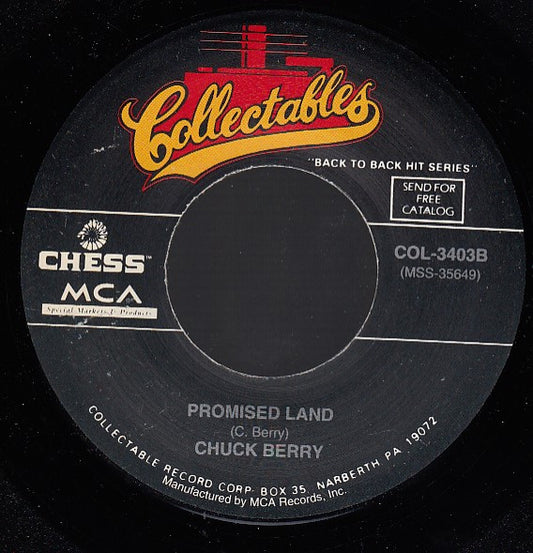 Collectables
"BACK TO BACK HIT SERIES"
SEND FOR
FREE
CATALOG
CHESS™
MCA
Special Markets & Products
COL-3403B
(MSS-35649)
PROMISED LAND
(C. Berry)
CHUCK BERRY
COLLECTABLE RECORD CORP. BOX 35, NARBERTH PA, 19072
Manufactured by MCA Records, Inc.